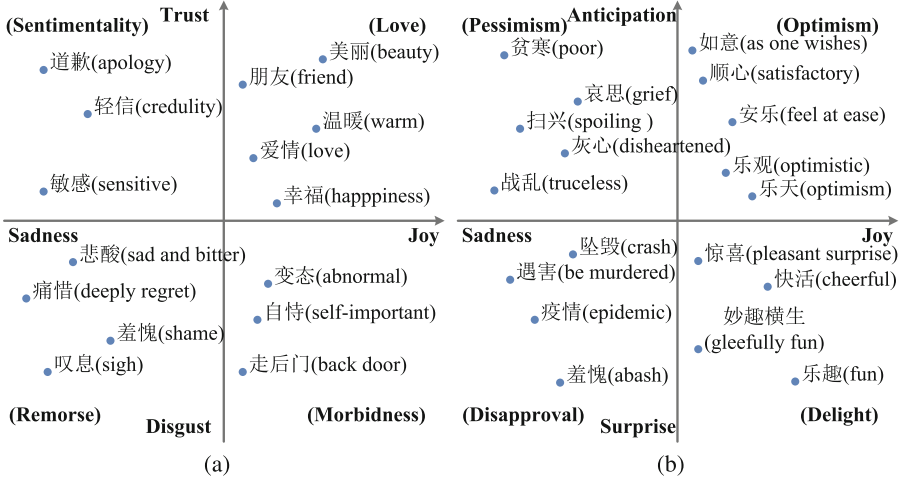 Trust
(Sentimentality)
(Love)
道歉(apology)
美丽(beauty)
朋友(friend)
轻信(credulity)
温暖(warm)
爱情(love)
敏感(sensitive)
幸福(happpiness)
Sadness
Joy
悲酸(sad and bitter)
变态(abnormal)
痛惜(deeply regret)
自恃(self-important)
羞愧(shame)
叹息(sigh)
走后门(back door)
(Remorse)
(Morbidness)
Disgust
(a)
Anticipation
(Pessimism)
(Optimism)
贫寒(poor)
如意(as one wishes)
顺心(satisfactory)
哀思(grief)
扫兴(spoiling )
安乐(feel at ease)
灰心(disheartened)
乐观(optimistic)
战乱(truceless)
乐天(optimism)
Sadness
Joy
坠毁(crash)
惊喜(pleasant surprise)
遇害(be murdered)
快活(cheerful)
疫情(epidemic)
妙趣横生
(gleefully fun)
羞愧(abash)
乐趣(fun)
(Disapproval)
(Delight)
Surprise
(b)